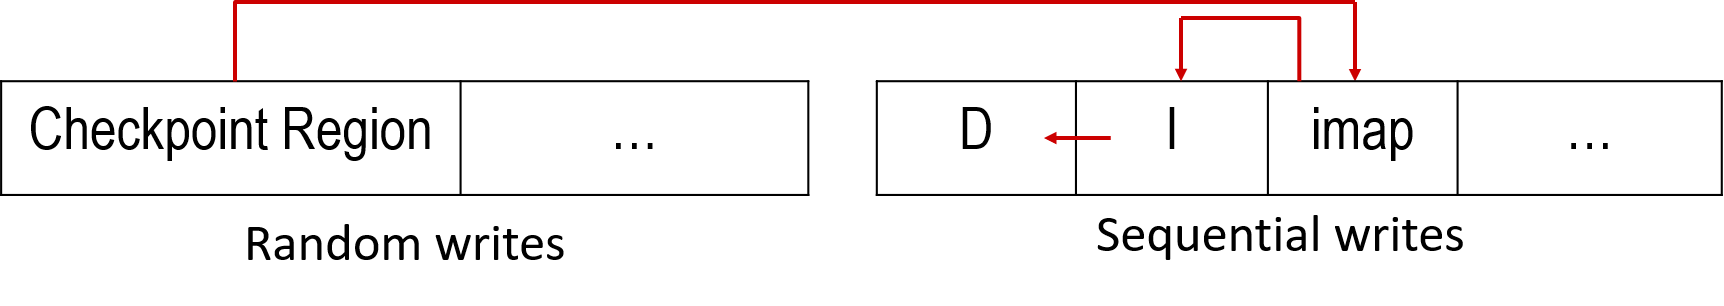 Checkpoint Region ... D I imap ...
Random writes Sequential writes